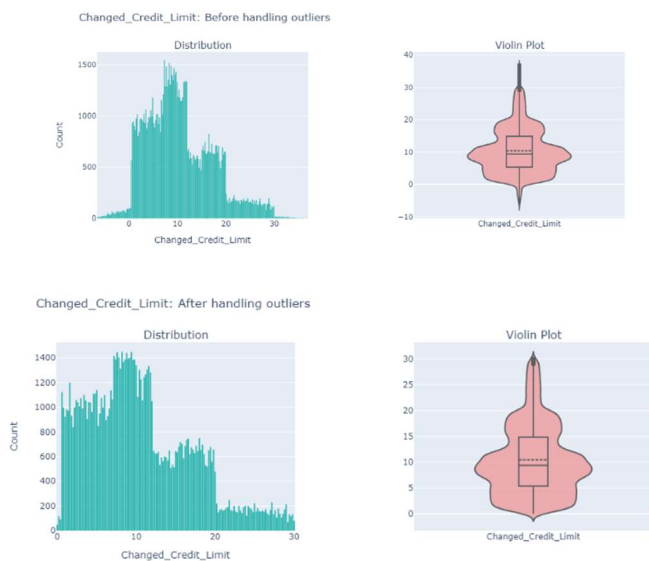 Changed_Credit_Limit: Before handling outliers
Distribution
Violin Plot
1500
1000
500
0
Count
0
10
20
30
Changed_Credit_Limit
40
30
20
10
0
−10
Changed_Credit_Limit
Changed_Credit_Limit: After handling outliers
Distribution
Violin Plot
1400
1200
1000
800
600
400
200
0
Count
0
10
20
30
Changed_Credit_Limit
30
25
20
15
10
5
0
Changed_Credit_Limit